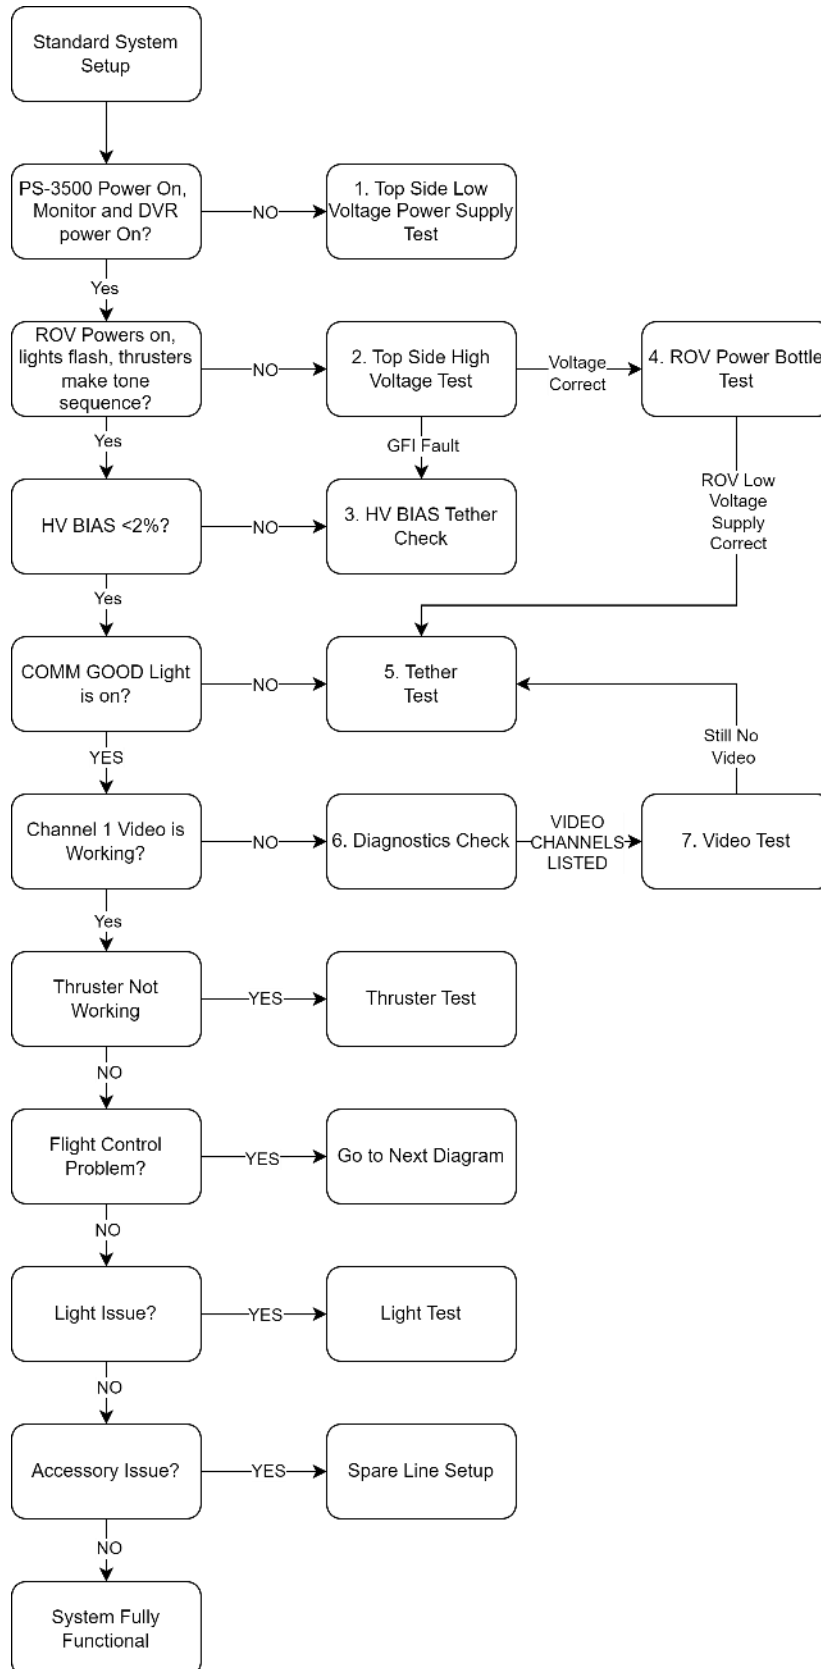 Standard System
Setup
PS-3500 Power On,
Monitor and DVR
power On?
NO
1. Top Side Low
Voltage Power Supply
Test
Yes
ROV Powers on,
lights flash, thrusters
make tone
sequence?
NO
2. Top Side High
Voltage Test
Voltage
Correct
4. ROV Power Bottle
Test
Yes
GFI Fault
ROV Low
Voltage
Supply
Correct
HV BIAS <2%?
NO
3. HV BIAS Tether
Check
Yes
COMM GOOD Light
is on?
NO
5. Tether
Test
YES
Still No
Video
Channel 1 Video is
Working?
NO
6. Diagnostics Check
VIDEO
CHANNELS
LISTED
7. Video Test
Yes
Thruster Not
Working
YES
Thruster Test
NO
Flight Control
Problem?
YES
Go to Next Diagram
NO
Light Issue?
YES
Light Test
NO
Accessory Issue?
YES
Spare Line Setup
NO
System Fully
Functional